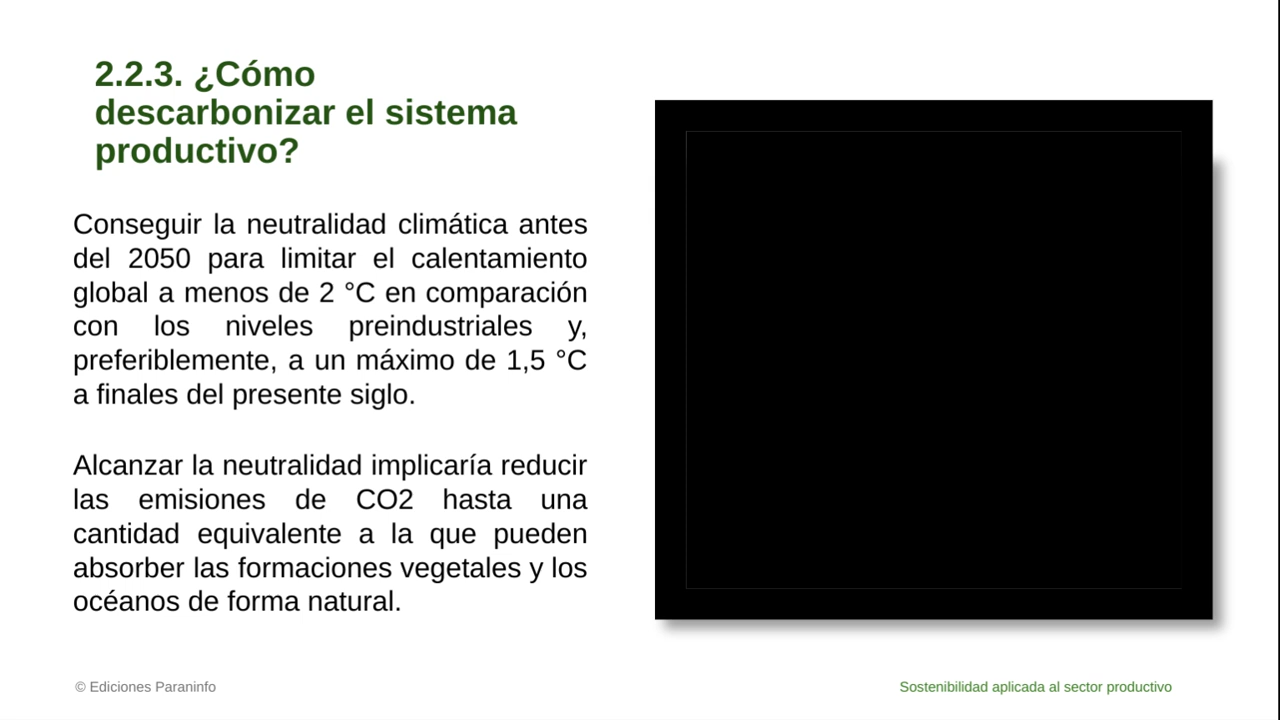 2.2.3. ¿Cómo
descarbonizar el sistema
productivo?
Conseguir la neutralidad climática antes
del 2050 para limitar el calentamiento
global a menos de 2 °C en comparación
con los niveles preindustriales y,
preferiblemente, a un máximo de 1,5 °C
a finales del presente siglo.
Alcanzar la neutralidad implicaría reducir
las emisiones de CO2 hasta una
cantidad equivalente a la que pueden
absorber las formaciones vegetales y los
océanos de forma natural.
© Ediciones Paraninfo
Sostenibilidad aplicada al sector productivo